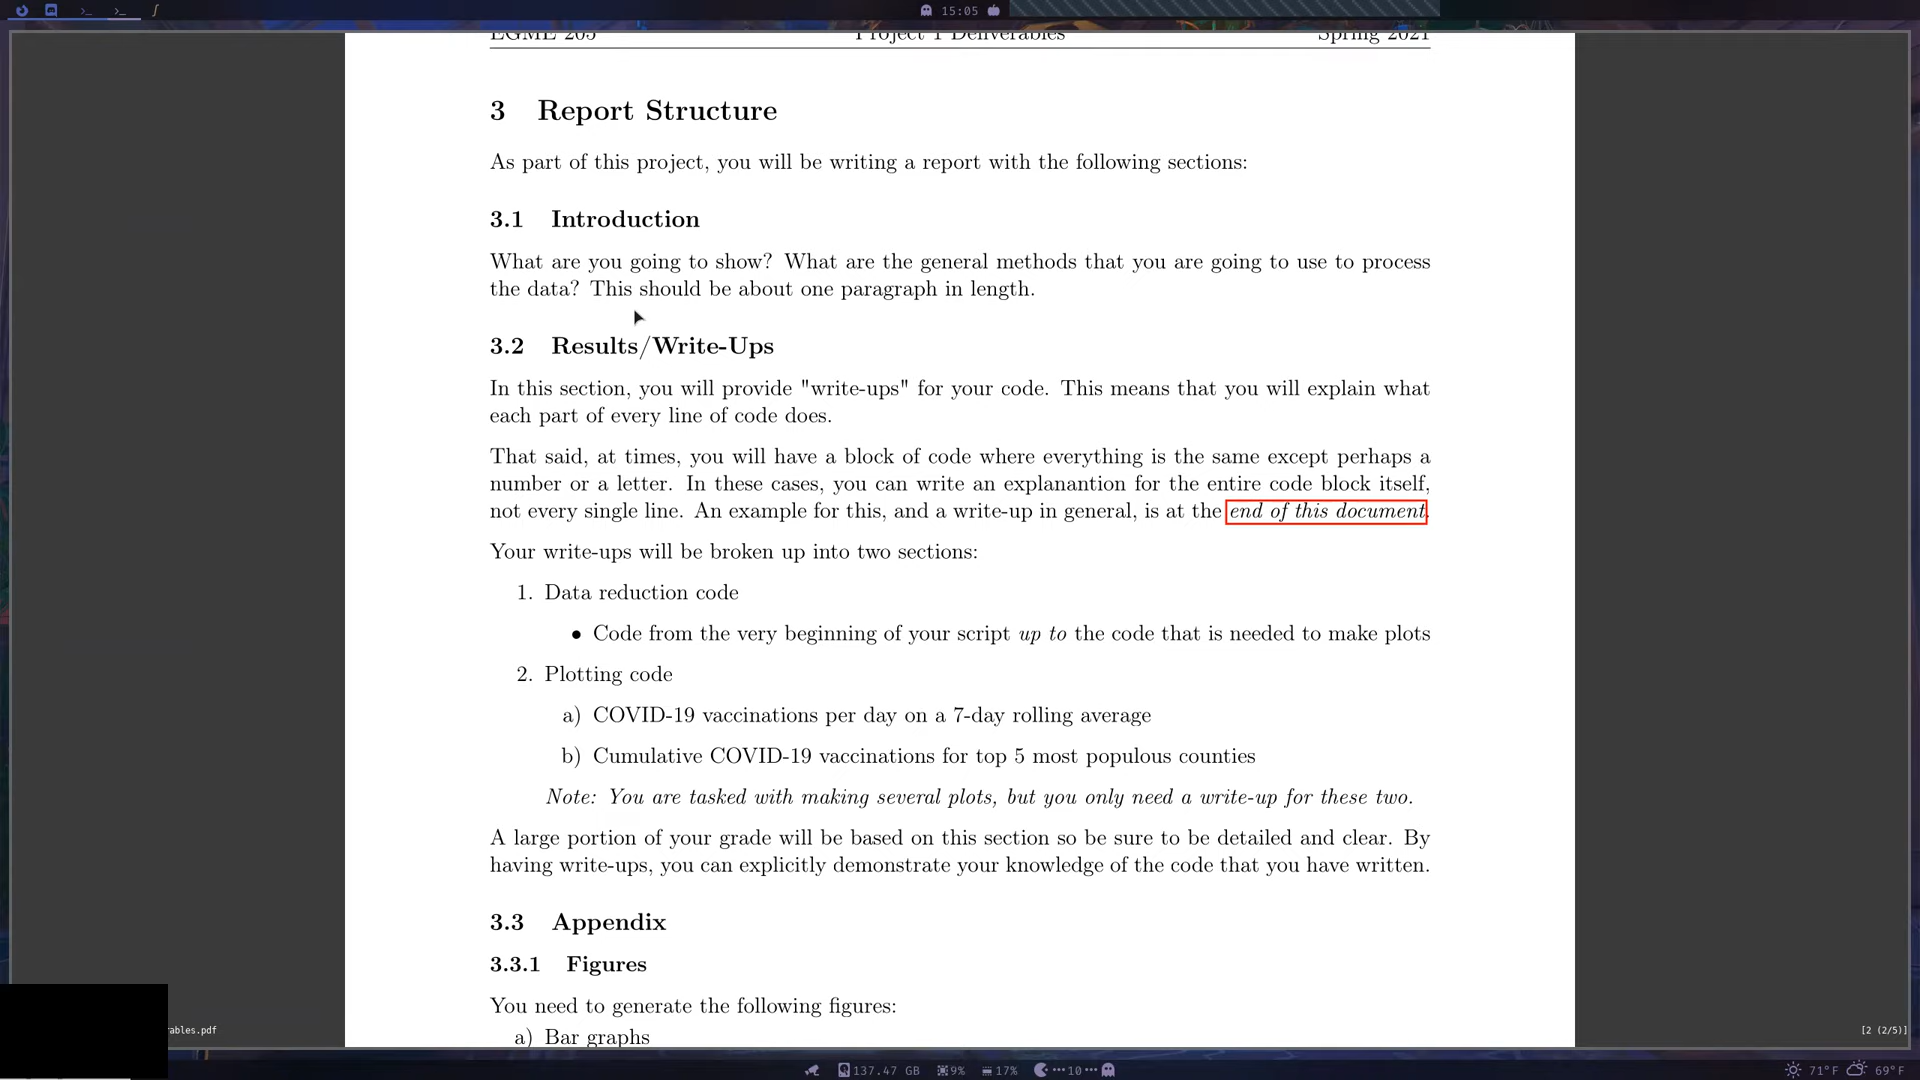 15:05
EGME 205 Project 1 Deliverables Spring 2021
3 Report Structure
As part of this project, you will be writing a report with the following sections:
3.1 Introduction
What are you going to show? What are the general methods that you are going to use to process
the data? This should be about one paragraph in length.
3.2 Results/Write-Ups
In this section, you will provide "write-ups" for your code. This means that you will explain what
each part of every line of code does.
That said, at times, you will have a block of code where everything is the same except perhaps a
number or a letter. In these cases, you can write an explanantion for the entire code block itself,
not every single line. An example for this, and a write-up in general, is at the end of this document.
Your write-ups will be broken up into two sections:
1. Data reduction code
• Code from the very beginning of your script up to the code that is needed to make plots
2. Plotting code
a) COVID-19 vaccinations per day on a 7-day rolling average
b) Cumulative COVID-19 vaccinations for top 5 most populous counties
Note: You are tasked with making several plots, but you only need a write-up for these two.
A large portion of your grade will be based on this section so be sure to be detailed and clear. By
having write-ups, you can explicitly demonstrate your knowledge of the code that you have written.
3.3 Appendix
3.3.1 Figures
You need to generate the following figures:
a) Bar graphs
rables.pdf [2 (2/5)]
137.47 GB 9% 17% 10 71°F 69°F